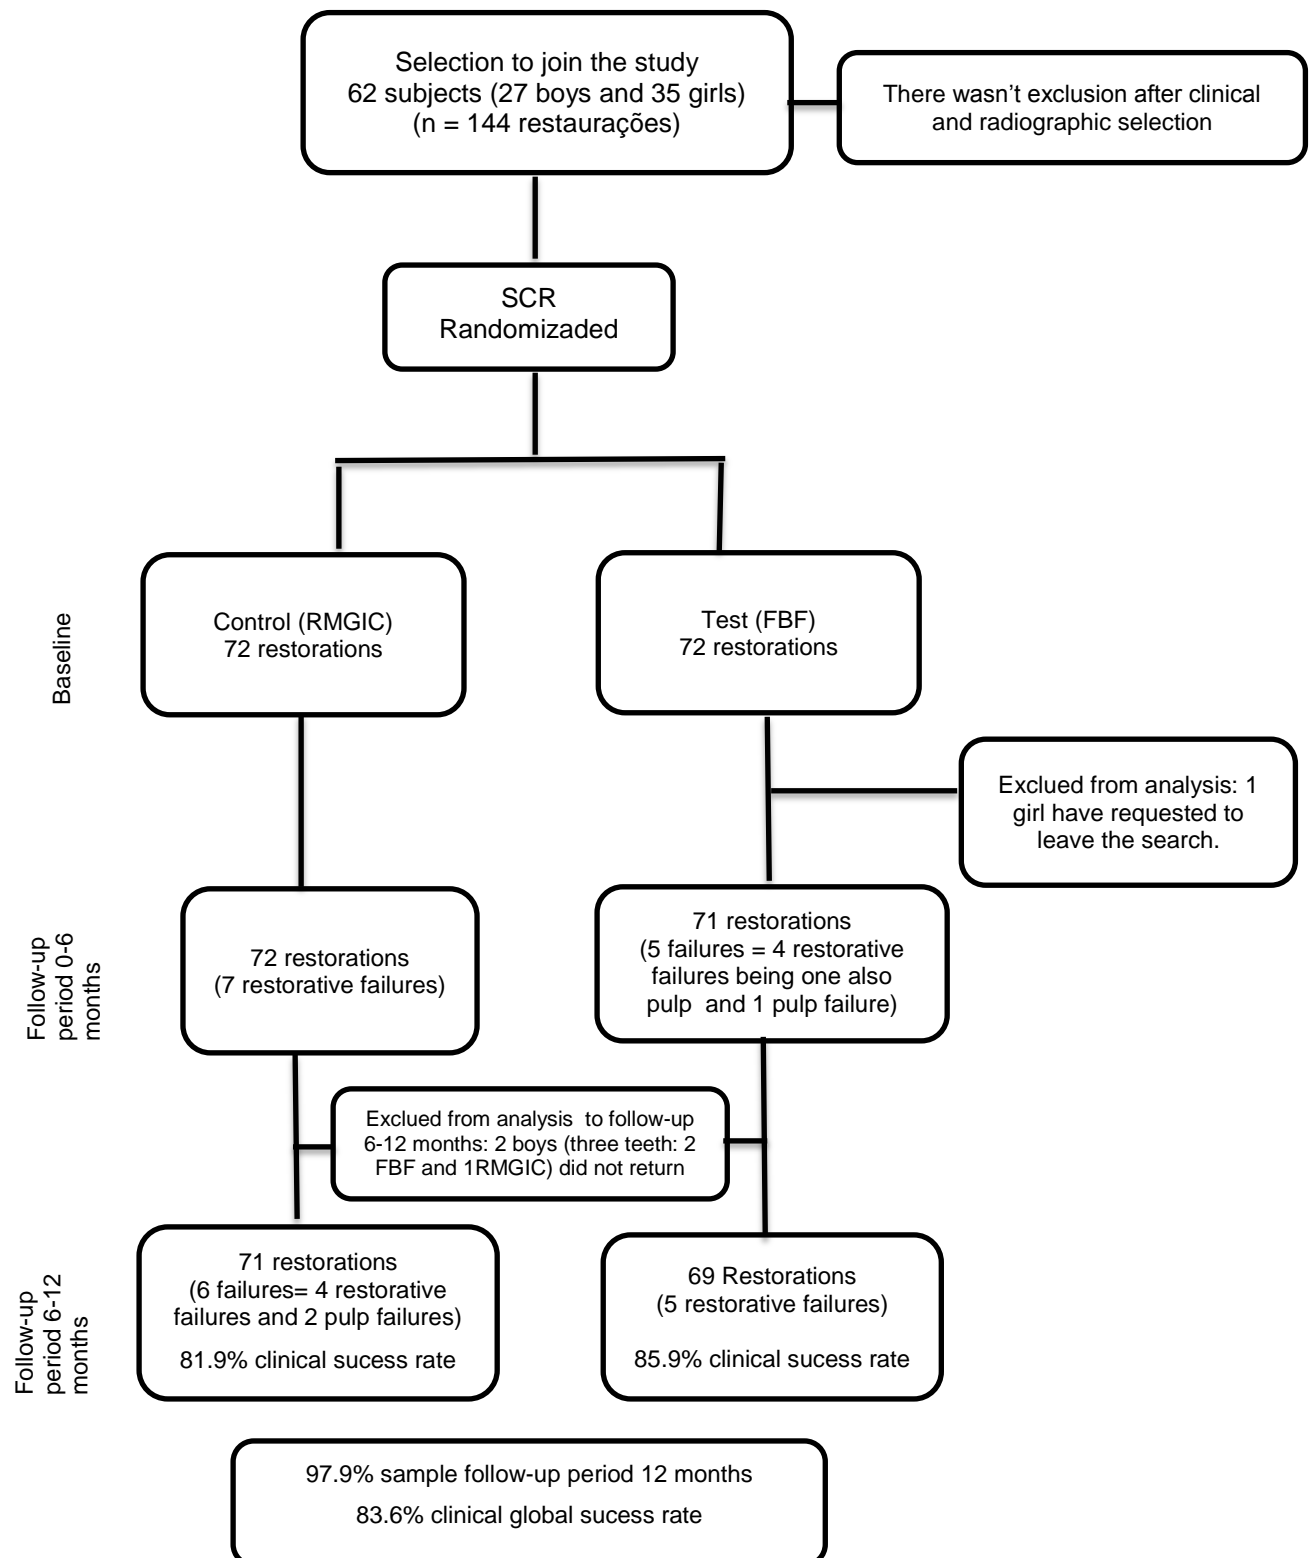 Selection to join the study
62 subjects (27 boys and 35 girls)
(n = 144 restaurações)
There wasn't exclusion after clinical
and radiographic selection
SCR
Randomizaded
Baseline
Control (RMGIC)
72 restorations
Test (FBF)
72 restorations
Exclued from analysis: 1
girl have requested to
leave the search.
Follow-up
period 0-6
months
72 restorations
(7 restorative failures)
71 restorations
(5 failures = 4 restorative
failures being one also
pulp and 1 pulp failure)
Exclued from analysis to follow-up
6-12 months: 2 boys (three teeth: 2
FBF and 1RMGIC) did not return
Follow-up
period 6-12
months
71 restorations
(6 failures= 4 restorative
failures and 2 pulp failures)
81.9% clinical sucess rate
69 Restorations
(5 restorative failures)
85.9% clinical sucess rate
97.9% sample follow-up period 12 months
83.6% clinical global sucess rate